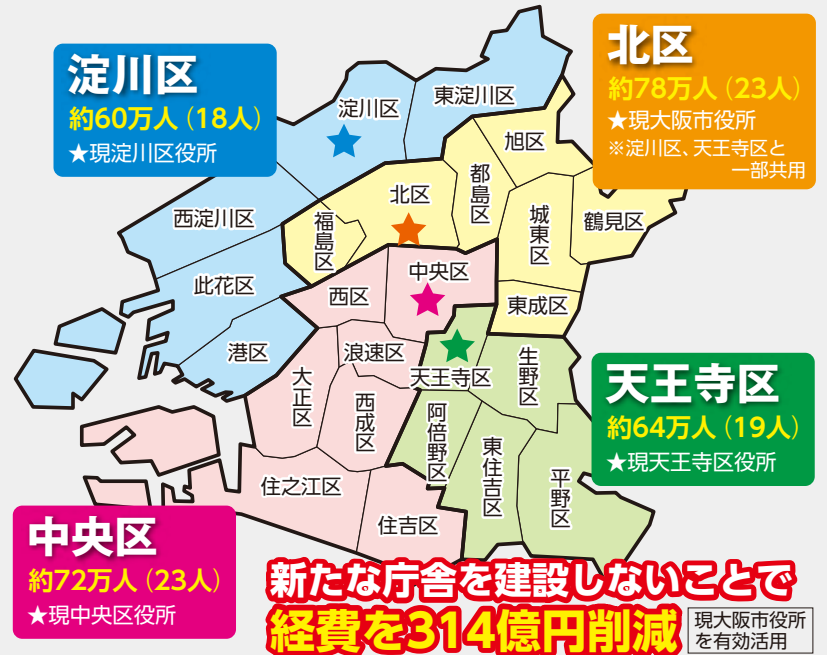 淀川区
約60万人（18人）
★現淀川区役所
北区
約78万人（23人）
★現大阪市役所
※淀川区、天王寺区と
一部共用
淀川区
東淀川区
旭区
都島区
北区
福島区
城東区
鶴見区
西淀川区
此花区
港区
中央区
西区
東成区
浪速区
大正区
西成区
天王寺区
生野区
阿倍野区
東住吉区
平野区
住之江区
住吉区
天王寺区
約64万人（19人）
★現天王寺区役所
中央区
約72万人（23人）
★現中央区役所
新たな庁舎を建設しないことで
経費を314億円削減
現大阪市役所
を有効活用